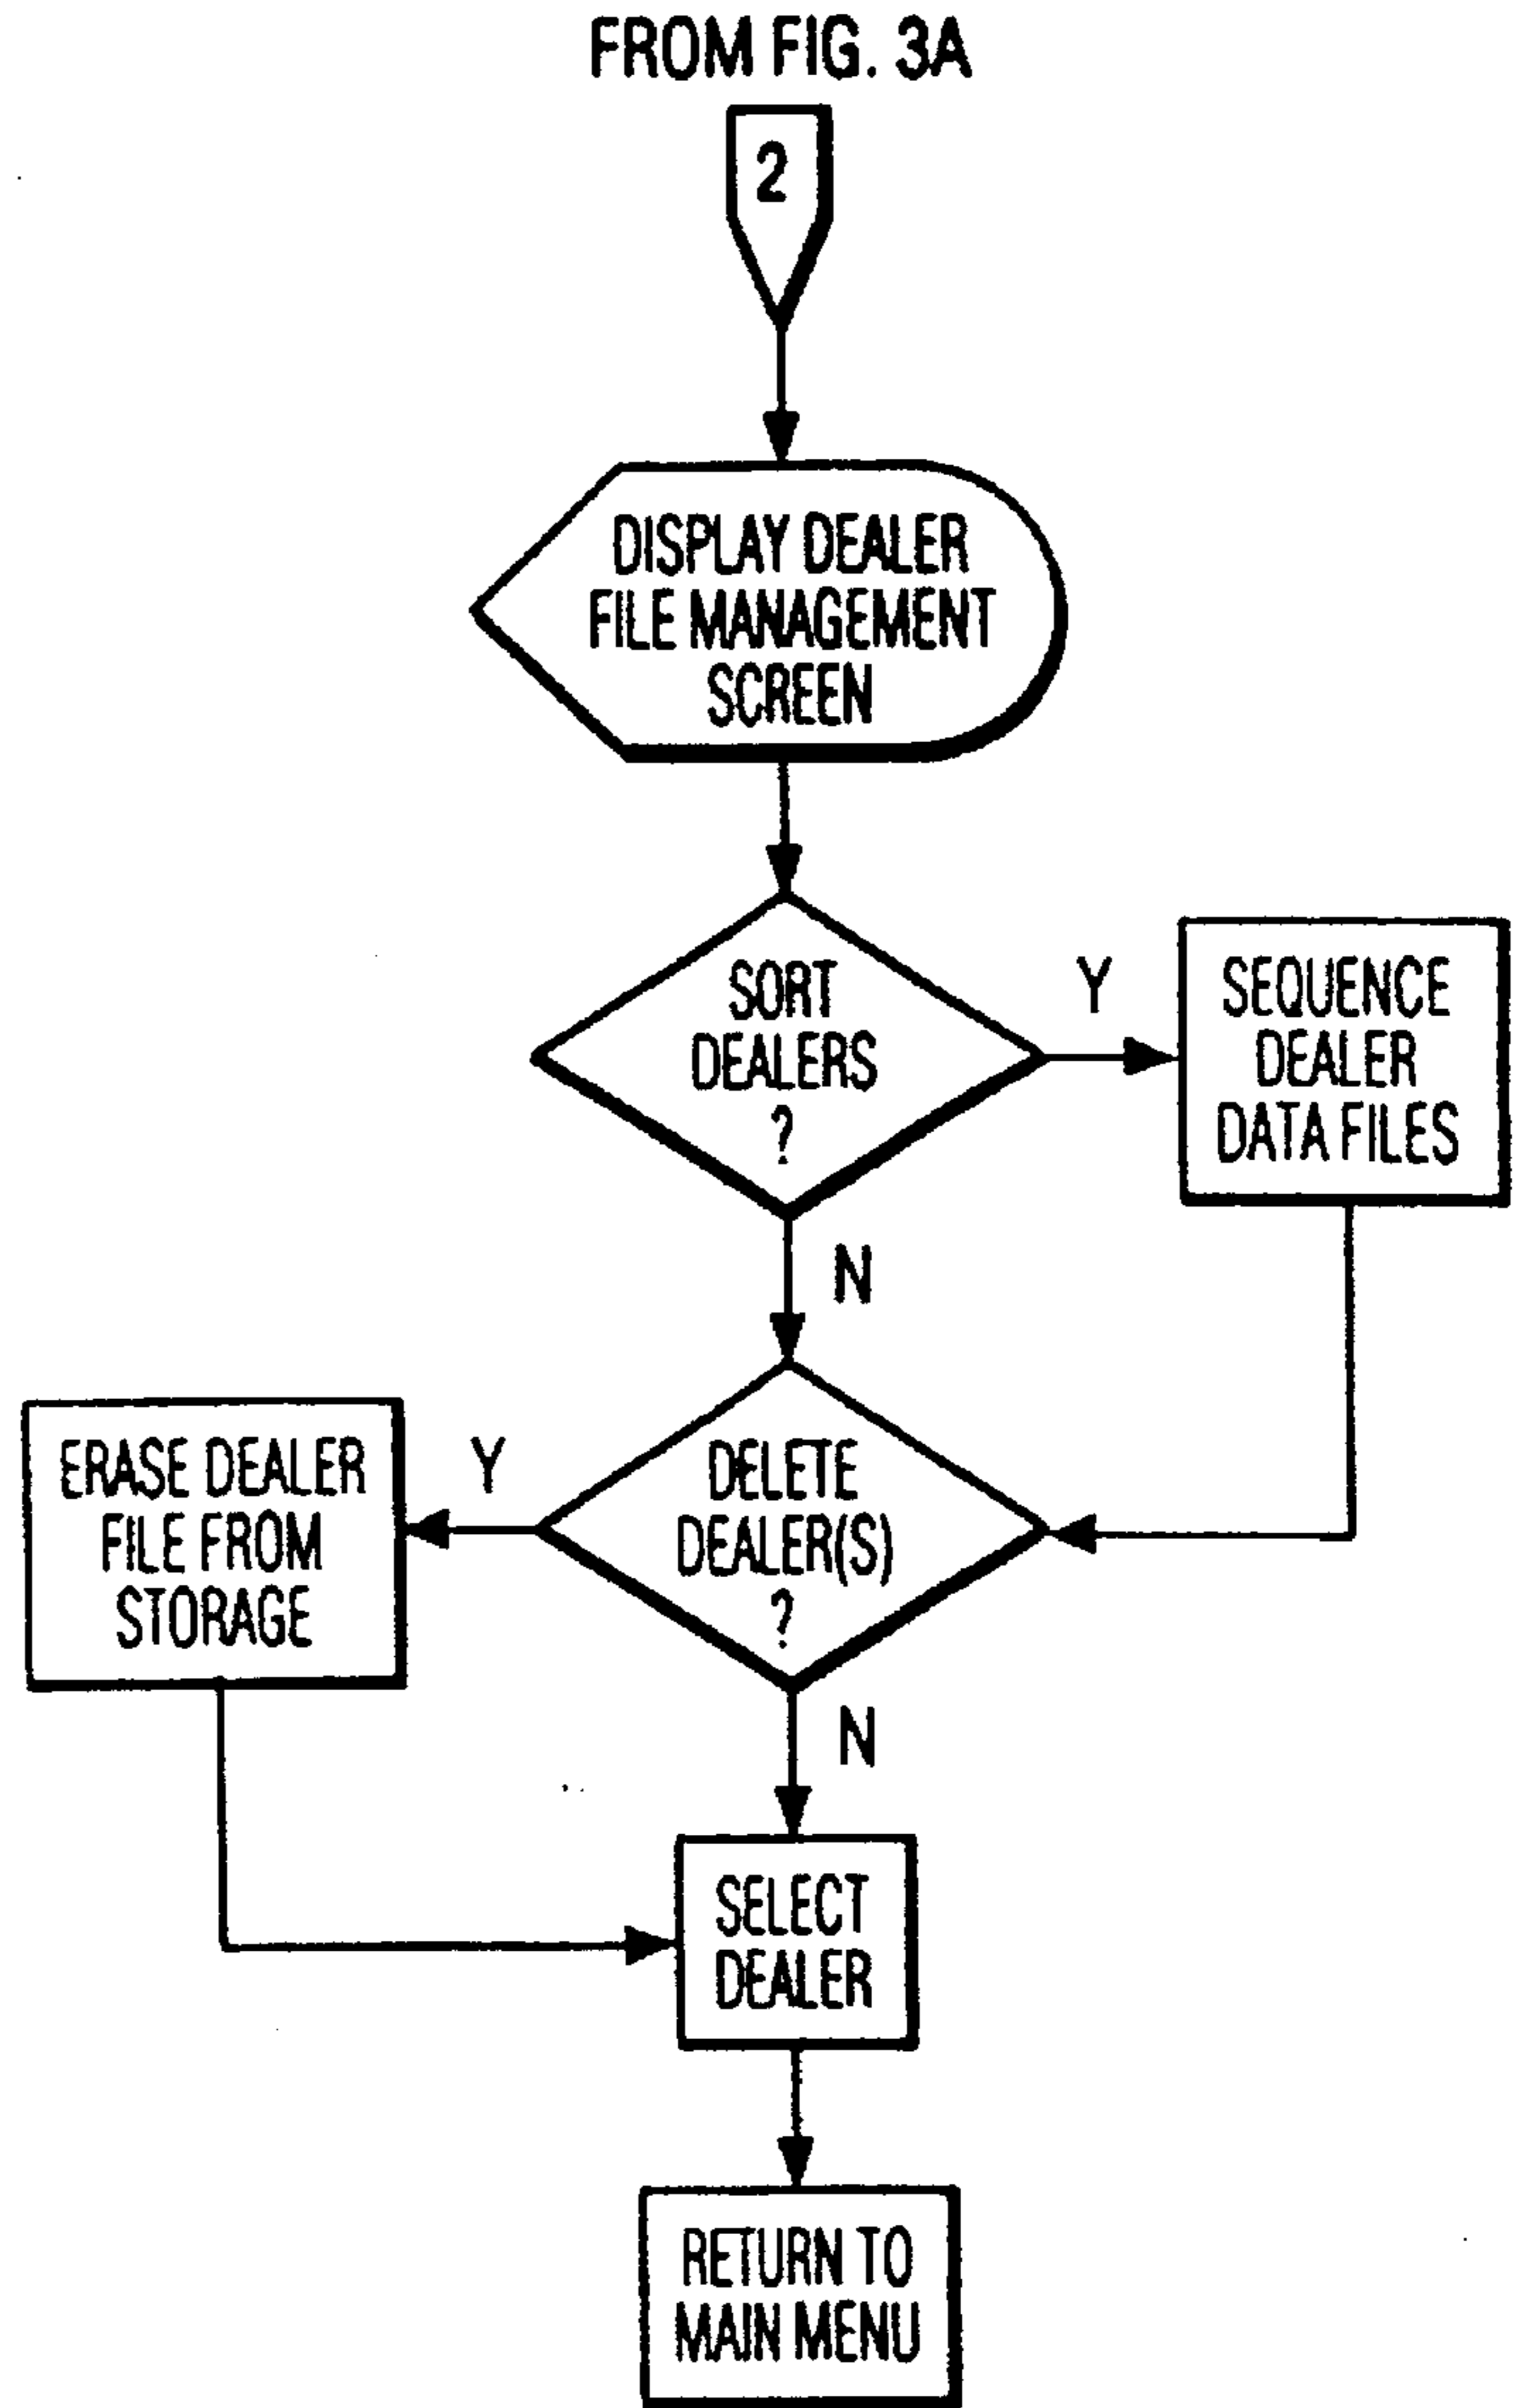 FROM FIG. 3A
2
DISPLAY DEALER
FILE MANAGEMENT
SCREEN
SORT
DEALERS
?
Y
SEQUENCE
DEALER
DATA FILES
N
DELETE
DEALER(S)
?
Y
ERASE DEALER
FILE FROM
STORAGE
N
SELECT
DEALER
RETURN TO
MAIN MENU